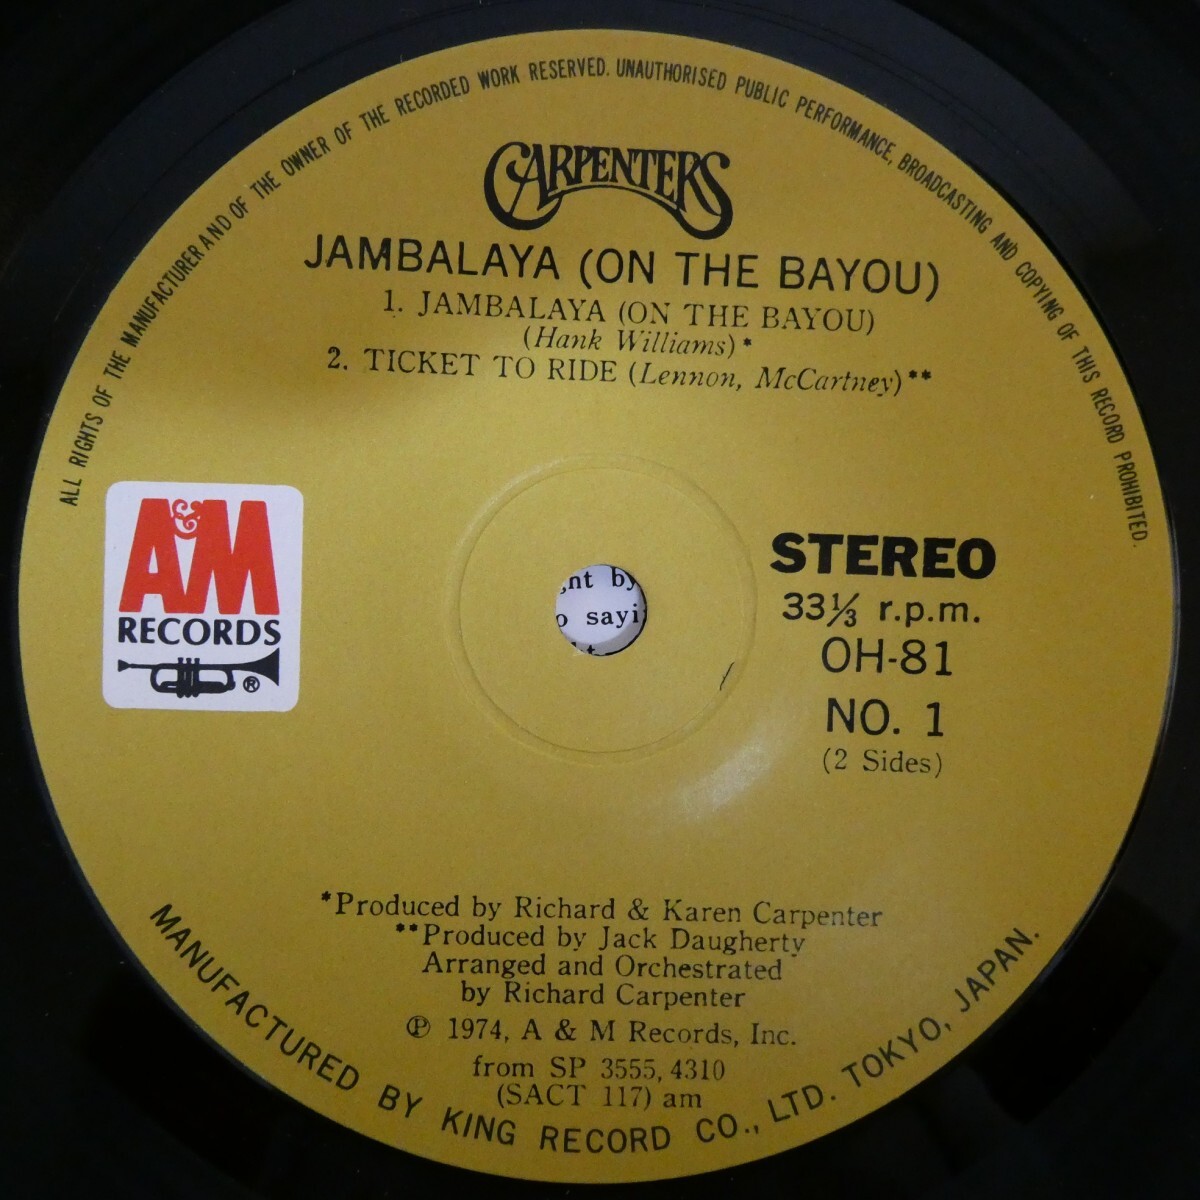 ALL RIGHTS OF THE MANUFACTURER AND OF THE OWNER OF THE RECORDED WORK RESERVED. UNAUTHORISED PUBLIC PERFORMANCE, BROADCASTING AND COPYING OF THIS RECORD PROHIBITED.
CARPENTERS
JAMBALAYA (ON THE BAYOU)
1. JAMBALAYA (ON THE BAYOU)
(Hank Williams)*
2. TICKET TO RIDE (Lennon, McCartney)**
A&M
RECORDS
®
by
STEREO
33⅓ r.p.m.
OH-81
NO. 1
(2 Sides)
*Produced by Richard & Karen Carpenter
**Produced by Jack Daugherty
Arranged and Orchestrated
by Richard Carpenter
℗ 1974, A & M Records, Inc.
from SP 3555, 4310
(SACT 117) am
MANUFACTURED BY KING RECORD CO., LTD. TOKYO, JAPAN.